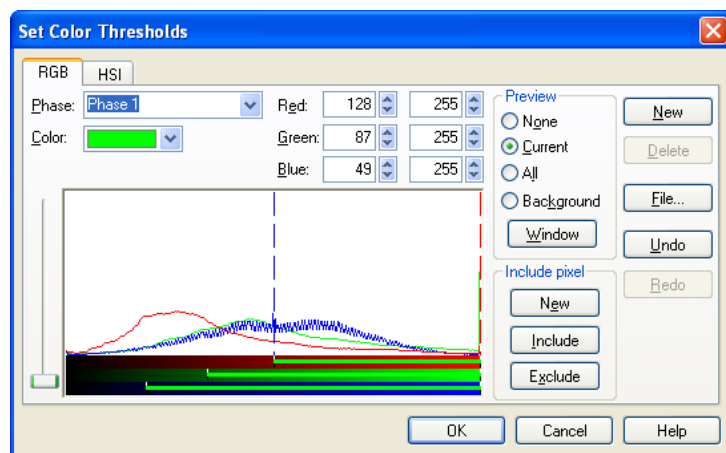 Set Color Thresholds
RGB HSI
Phase: Phase 1
Color:
Red: 128 255
Green: 87 255
Blue: 49 255
Preview
None
Current
All
Background
Window
Include pixel
New
Include
Exclude
New
Delete
File...
Undo
Redo
OK Cancel Help